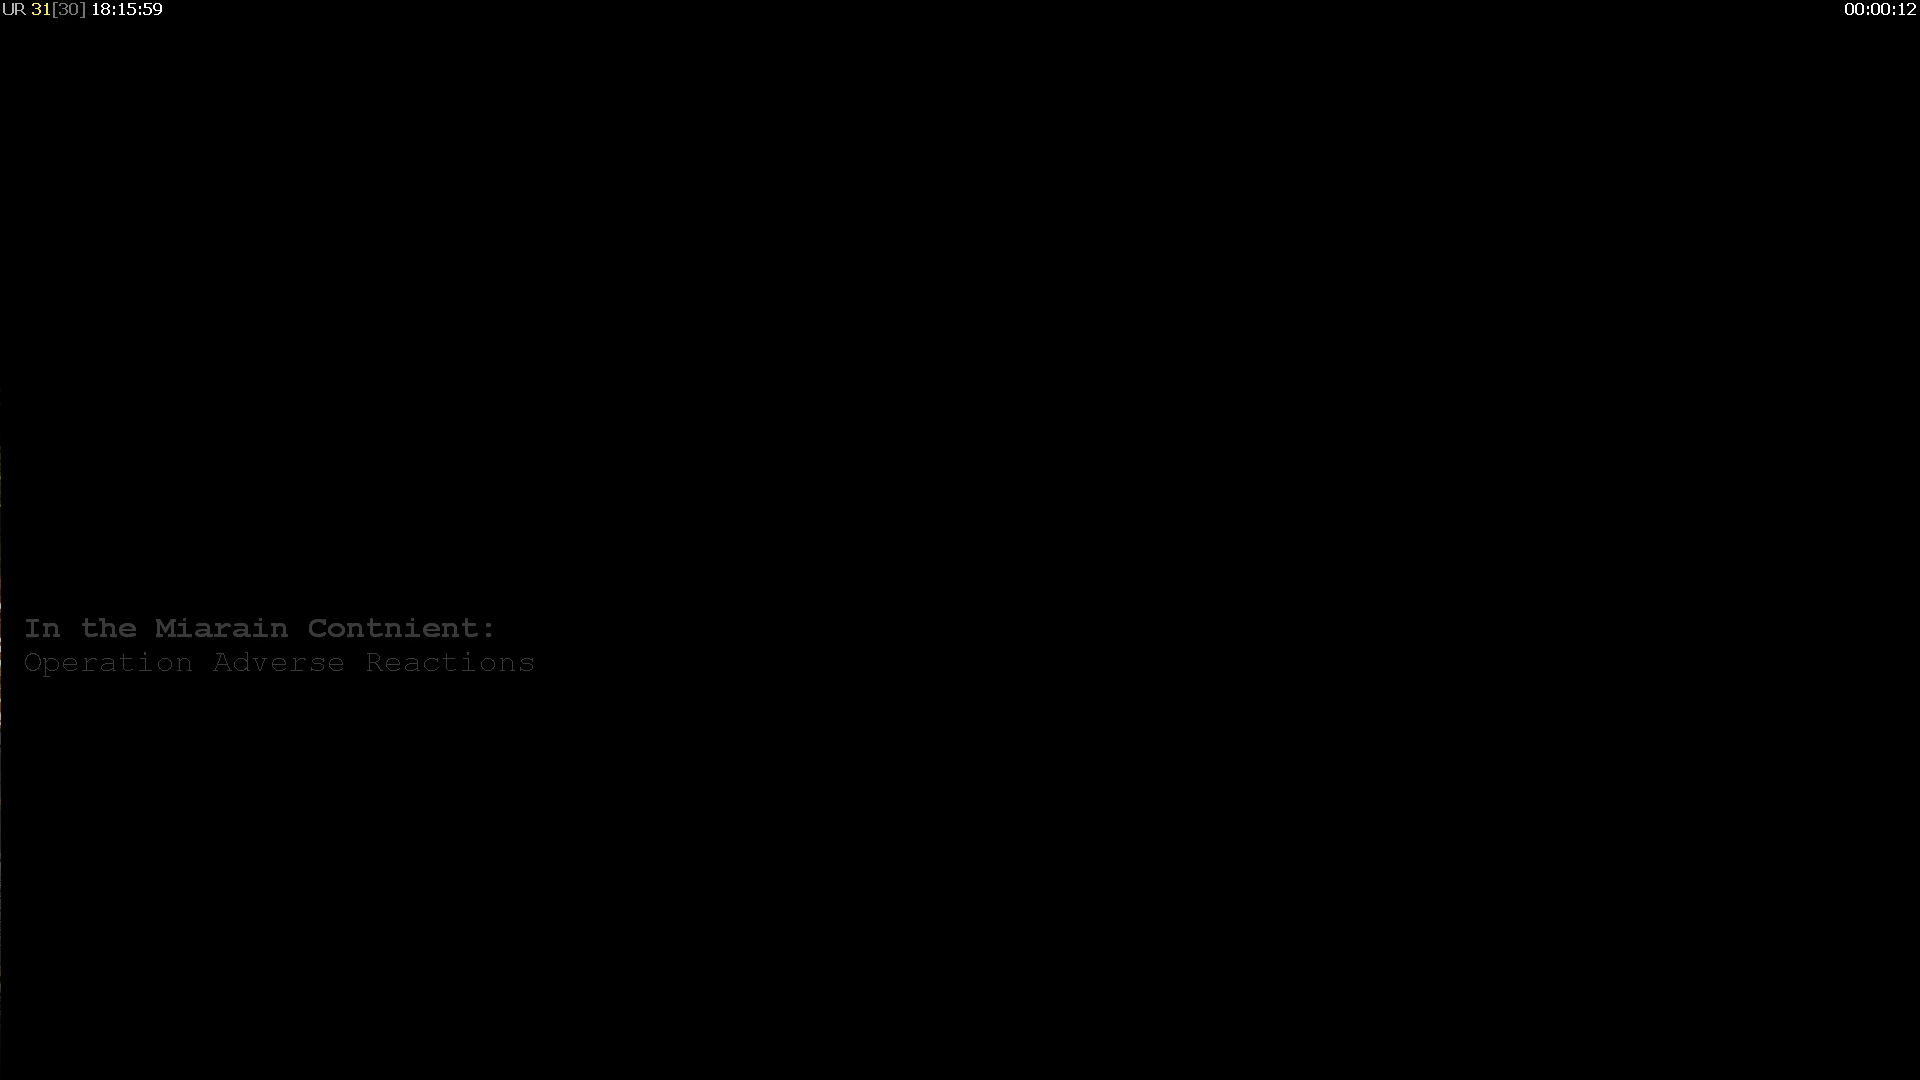 UR 31[30] 18:15:59
00:00:12
In the Miarain Contnient:
Operation Adverse Reactions